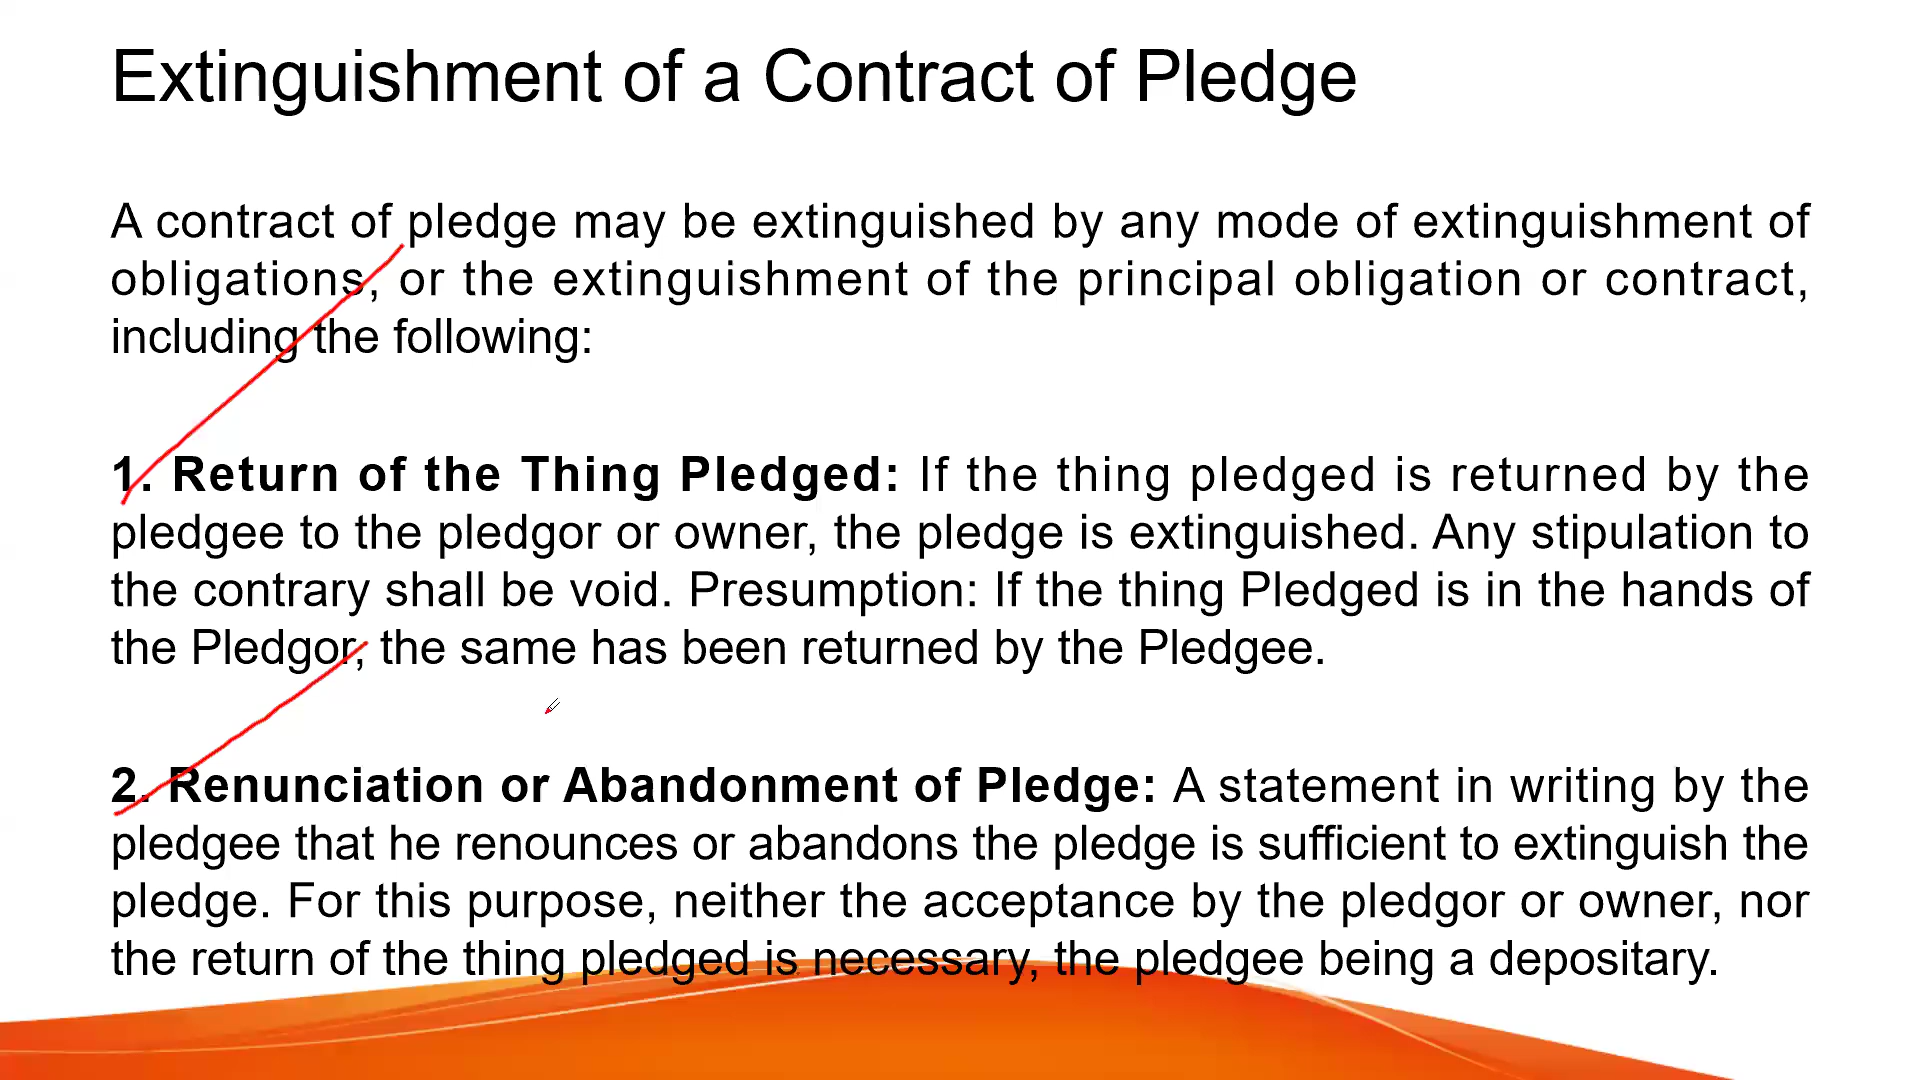 Extinguishment of a Contract of Pledge
A contract of pledge may be extinguished by any mode of extinguishment of
obligations, or the extinguishment of the principal obligation or contract,
including the following:
1. Return of the Thing Pledged: If the thing pledged is returned by the
pledgee to the pledgor or owner, the pledge is extinguished. Any stipulation to
the contrary shall be void. Presumption: If the thing Pledged is in the hands of
the Pledgor, the same has been returned by the Pledgee.
2. Renunciation or Abandonment of Pledge: A statement in writing by the
pledgee that he renounces or abandons the pledge is sufficient to extinguish the
pledge. For this purpose, neither the acceptance by the pledgor or owner, nor
the return of the thing pledged is necessary, the pledgee being a depositary.